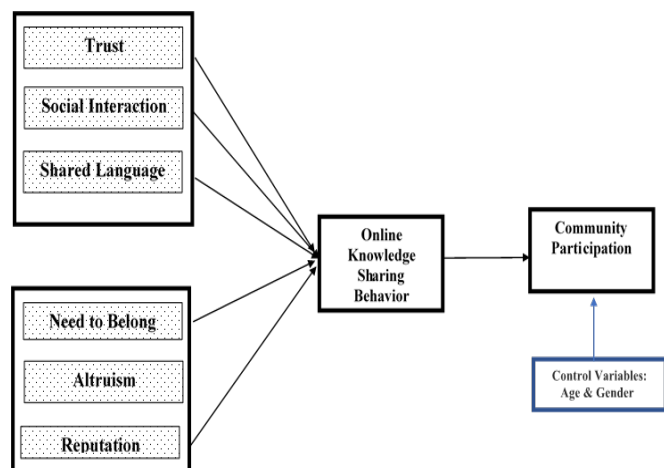 Trust
Social Interaction
Shared Language
Need to Belong
Altruism
Reputation
Online
Knowledge
Sharing
Behavior
Community
Participation
Control Variables:
Age & Gender